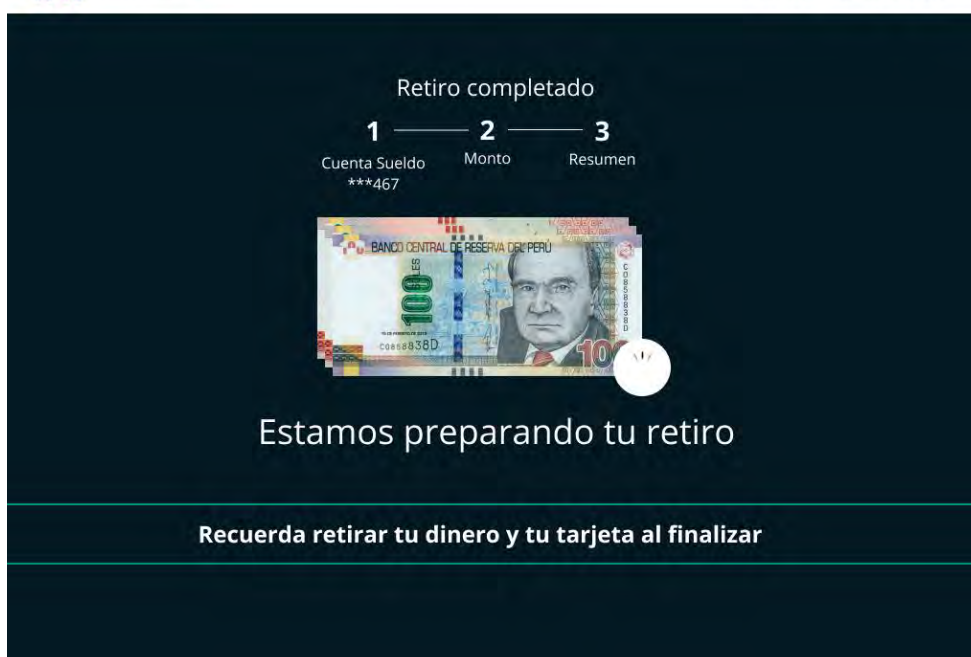 Retiro completado
1 2 3
Cuenta Sueldo Monto Resumen
***467
BANCO CENTRAL DE RESERVA DEL PERÚ
100
100
Estamos preparando tu retiro
Recuerda retirar tu dinero y tu tarjeta al finalizar